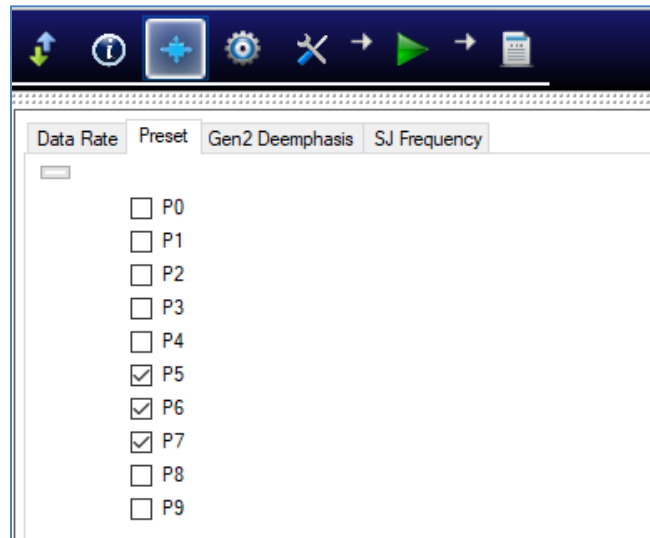 Data Rate Preset Gen2 Deemphasis SJ Frequency
P0
P1
P2
P3
P4
P5
P6
P7
P8
P9